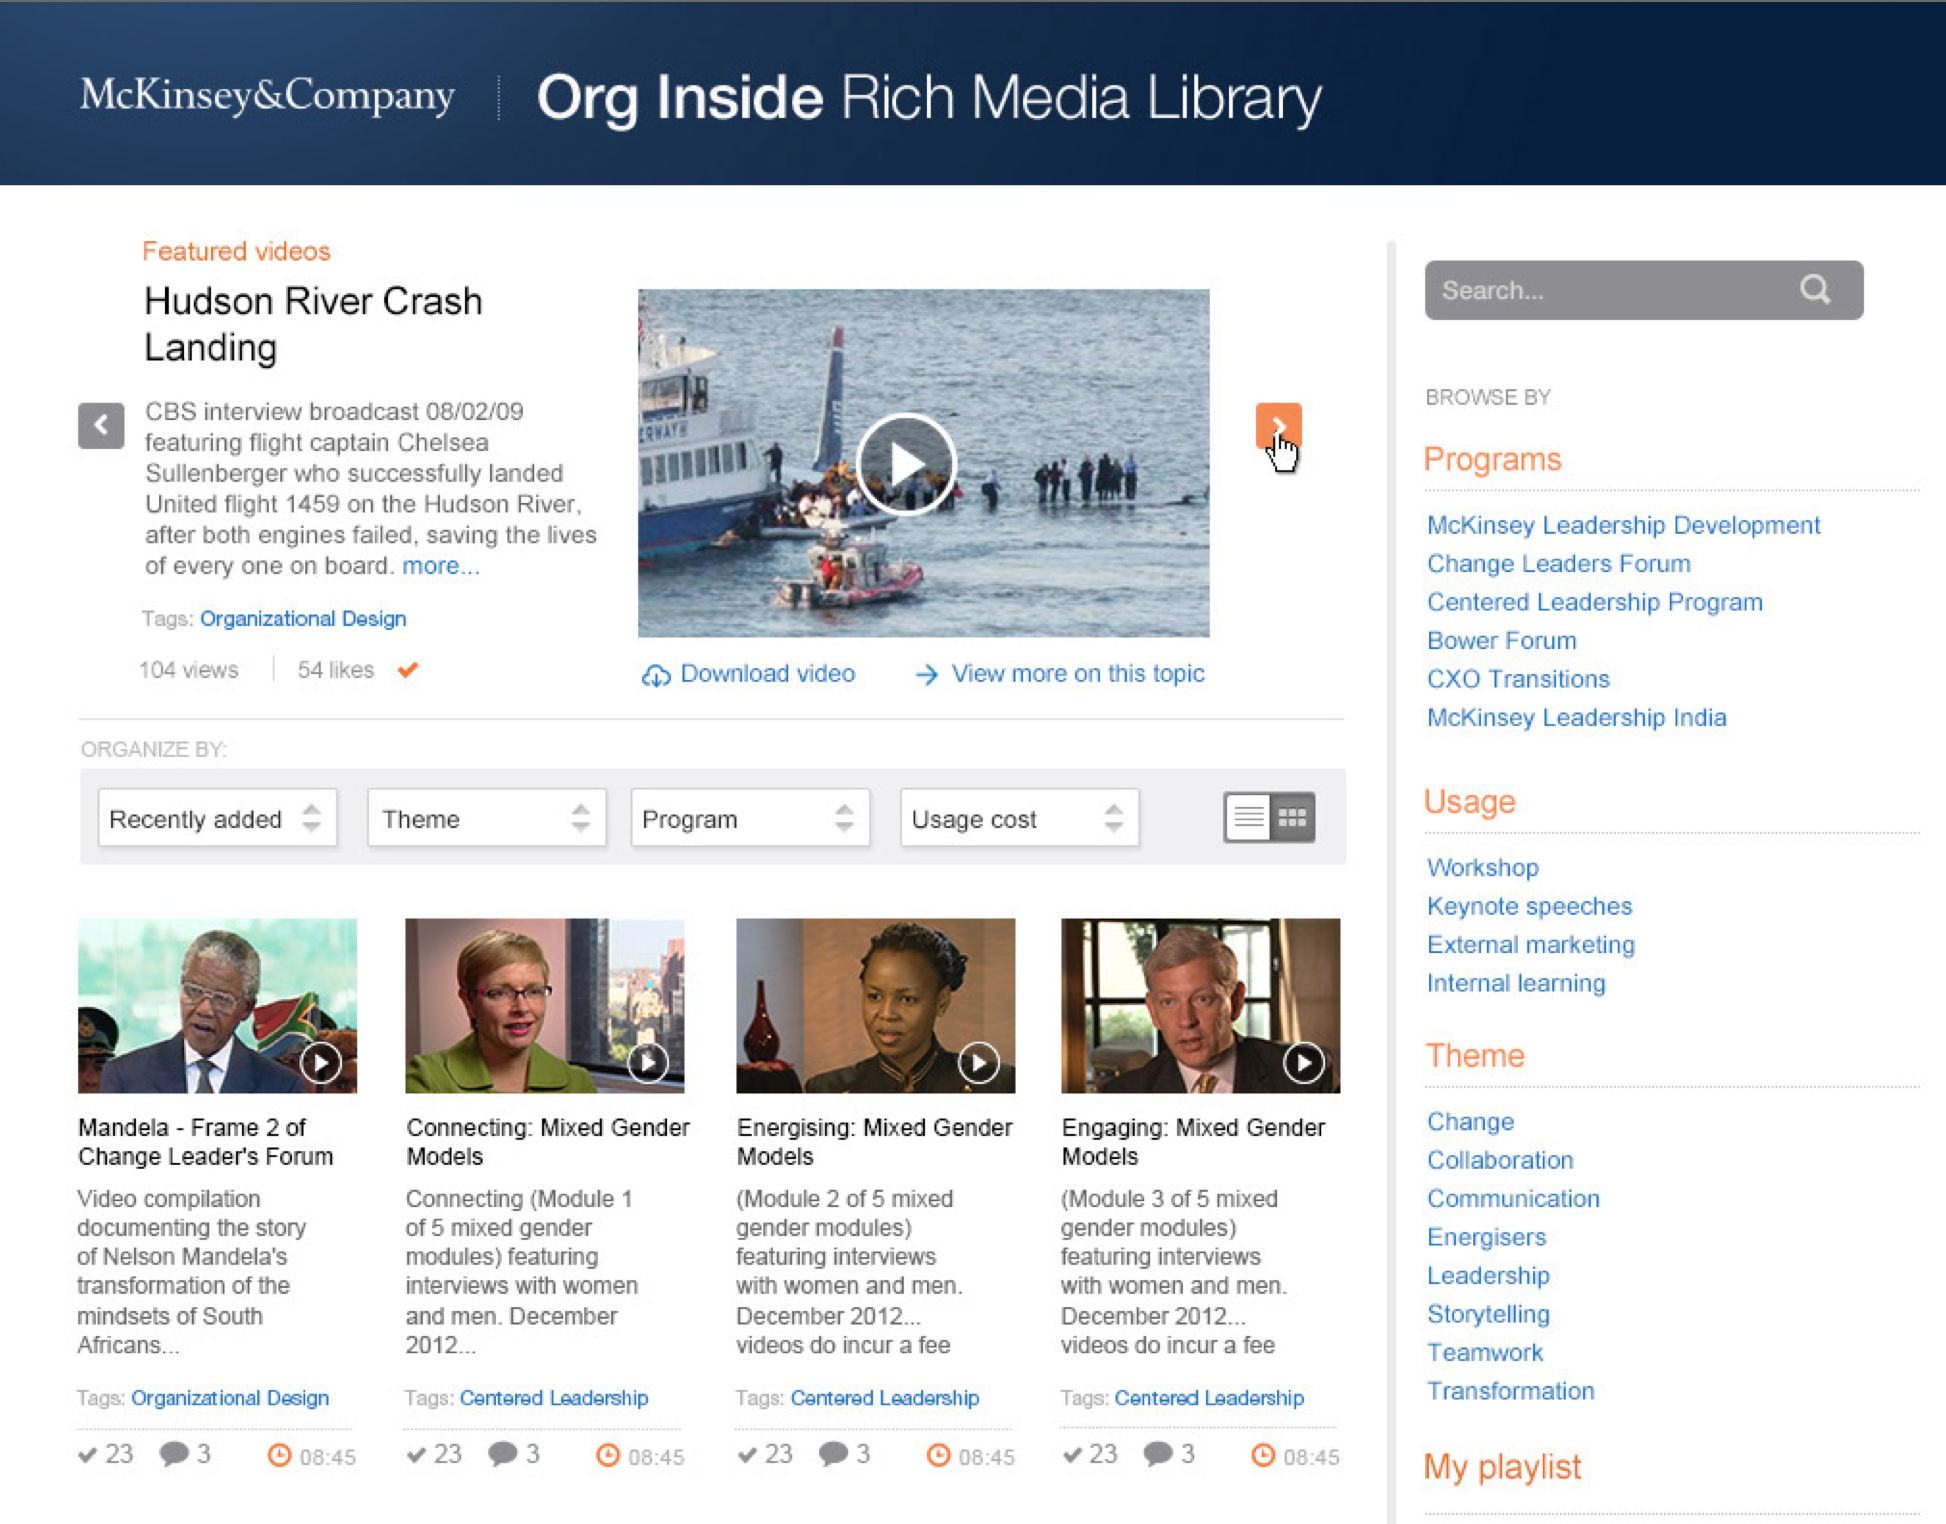 McKinsey&Company
Org Inside Rich Media Library
Featured videos
Hudson River Crash
Landing
CBS interview broadcast 08/02/09
featuring flight captain Chelsea
Sullenberger who successfully landed
United flight 1459 on the Hudson River,
after both engines failed, saving the lives
of every one on board. more...
Tags: Organizational Design
104 views
54 likes
Download video
View more on this topic
ORGANIZE BY:
Recently added
Theme
Program
Usage cost
Mandela - Frame 2 of
Change Leader's Forum
Video compilation
documenting the story
of Nelson Mandela's
transformation of the
mindsets of South
Africans...
Tags: Organizational Design
23
3
08:45
Connecting: Mixed Gender
Models
Connecting (Module 1
of 5 mixed gender
modules) featuring
interviews with women
and men. December
2012...
Tags: Centered Leadership
23
3
08:45
Energising: Mixed Gender
Models
(Module 2 of 5 mixed
gender modules)
featuring interviews
with women and men.
December 2012...
videos do incur a fee
Tags: Centered Leadership
23
3
08:45
Engaging: Mixed Gender
Models
(Module 3 of 5 mixed
gender modules)
featuring interviews
with women and men.
December 2012...
videos do incur a fee
Tags: Centered Leadership
23
3
08:45
Search...
BROWSE BY
Programs
McKinsey Leadership Development
Change Leaders Forum
Centered Leadership Program
Bower Forum
CXO Transitions
McKinsey Leadership India
Usage
Workshop
Keynote speeches
External marketing
Internal learning
Theme
Change
Collaboration
Communication
Energisers
Leadership
Storytelling
Teamwork
Transformation
My playlist